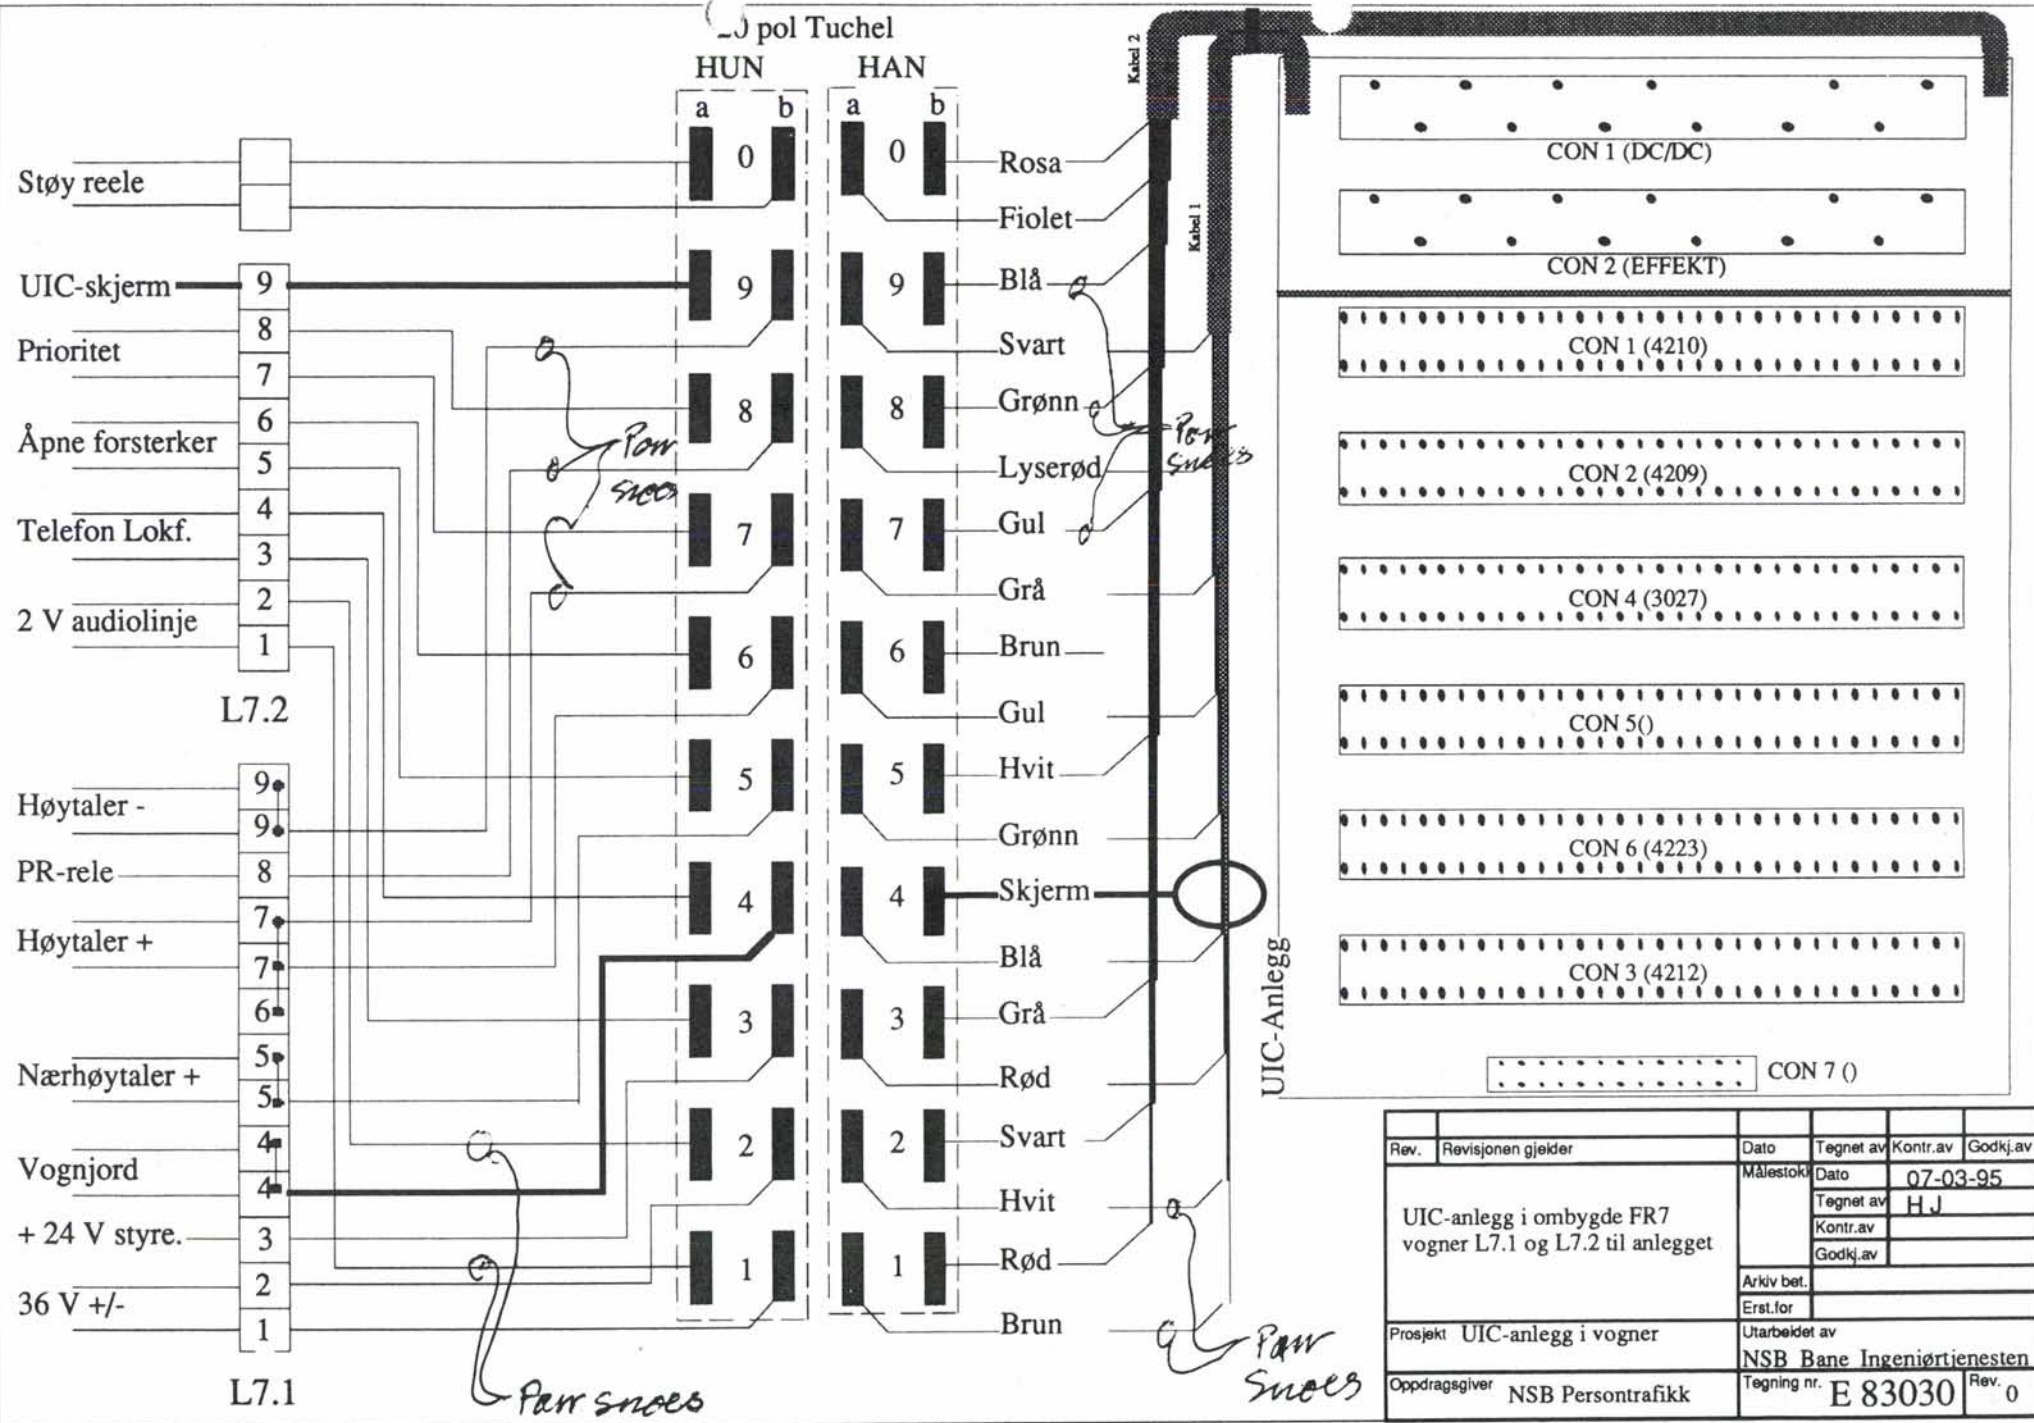 pol Tuchel
HUN
HAN
a
b
a
b
Støy reele
UIC-skjerm
9
8
Prioritet
7
6
Åpne forsterker
5
4
Telefon Lokf.
3
2
2 V audiolinje
1
L7.2
Høytaler -
9
9
PR-rele
8
7
Høytaler +
7
6
Nærhøytaler +
5
5
4
Vognjord
4
+ 24 V styre.
3
2
36 V +/-
1
L7.1
0
9
8
7
6
5
4
3
2
1
0
9
8
7
6
5
4
3
2
1
Rosa
Fiolet
Blå
Svart
Grønn
Lyserød
Gul
Grå
Brun
Gul
Hvit
Grønn
Skjerm
Blå
Grå
Rød
Svart
Hvit
Rød
Brun
Parr
snoes
Parr
snoes
Parr snoes
Parr
snoes
Kabel 2
Kabel 1
UIC-Anlegg
CON 1 (DC/DC)
CON 2 (EFFEKT)
CON 1 (4210)
CON 2 (4209)
CON 4 (3027)
CON 5()
CON 6 (4223)
CON 3 (4212)
CON 7 ()
Rev. Revisjonen gjelder Dato Tegnet av Kontr.av Godkj.av
UIC-anlegg i ombygde FR7
vogner L7.1 og L7.2 til anlegget
Målestokk
Dato 07-03-95
Tegnet av HJ
Kontr.av
Godkj.av
Arkiv bet.
Erst.for
Prosjekt UIC-anlegg i vogner
Utarbeidet av
NSB Bane Ingeniørtjenesten
Oppdragsgiver NSB Persontrafikk
Tegning nr. E 83030
Rev. 0